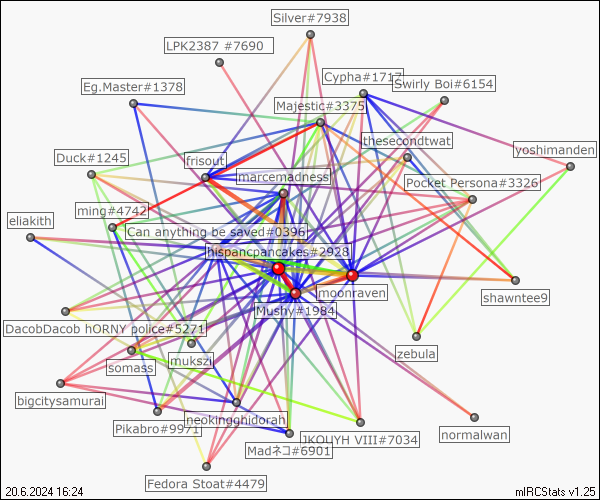 Silver#7938
LPK2387 #7690
Cypha#1717
Swirly Boi#6154
Eg.Master#1378
Majestic#3375
thesecondtwat
yoshimanden
Duck#1245
frisout
marcemadness
Pocket Persona#3326
ming#4742
eliakith
Can anything be saved#0396
hispancpancakes#2928
moonraven
shawntee9
Mushy#1984
DacobDacob hORNY police#5271
mukszi
zebula
somass
bigcitysamurai
neokingghidorah
Pikabro#9971
JKOUYH VIII#7034
normalwan
Madネコ#6901
Fedora Stoat#4479
20.6.2024 16:24
mIRCStats v1.25